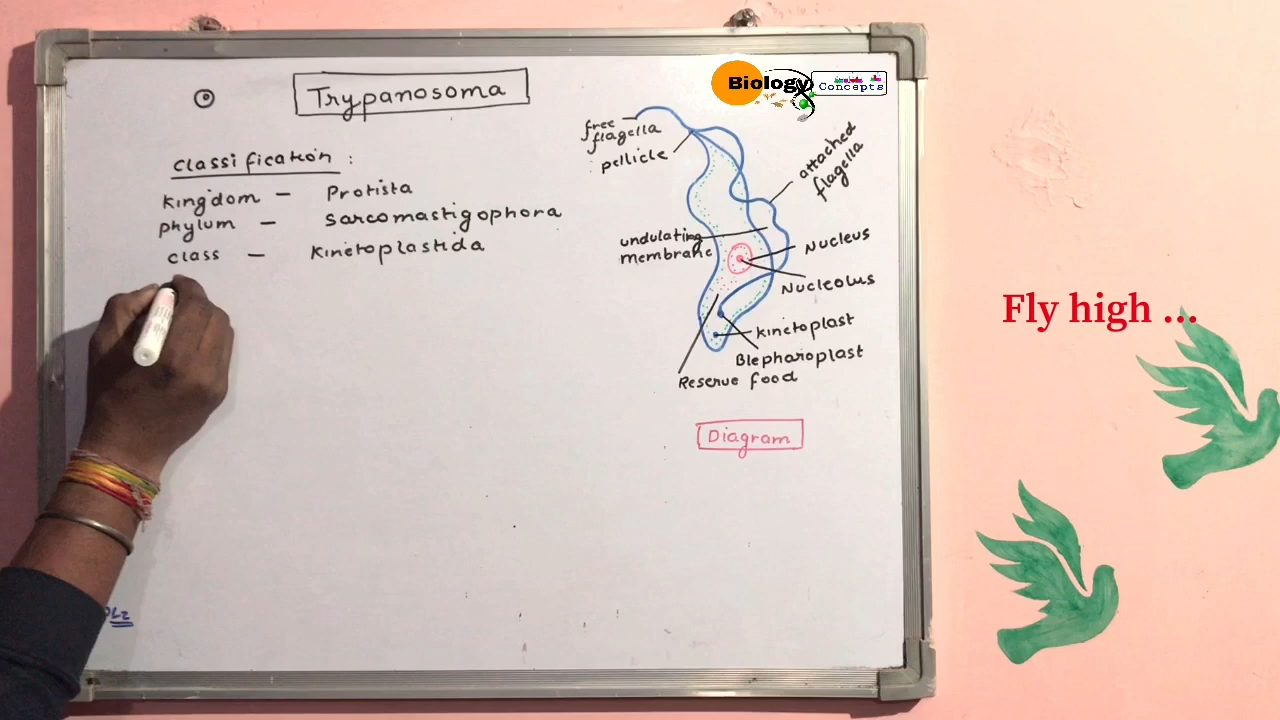 Trypanosoma
Biology
Concepts
Classification :
kingdom – Protista
phylum – Sarcomastigophora
class – Kinetoplastida
free flagella
pellicle
attached flagella
undulating
membrane
Nucleus
Nucleolus
kinetoplast
Blepharoplast
Reserve food
Diagram
Fly high ...